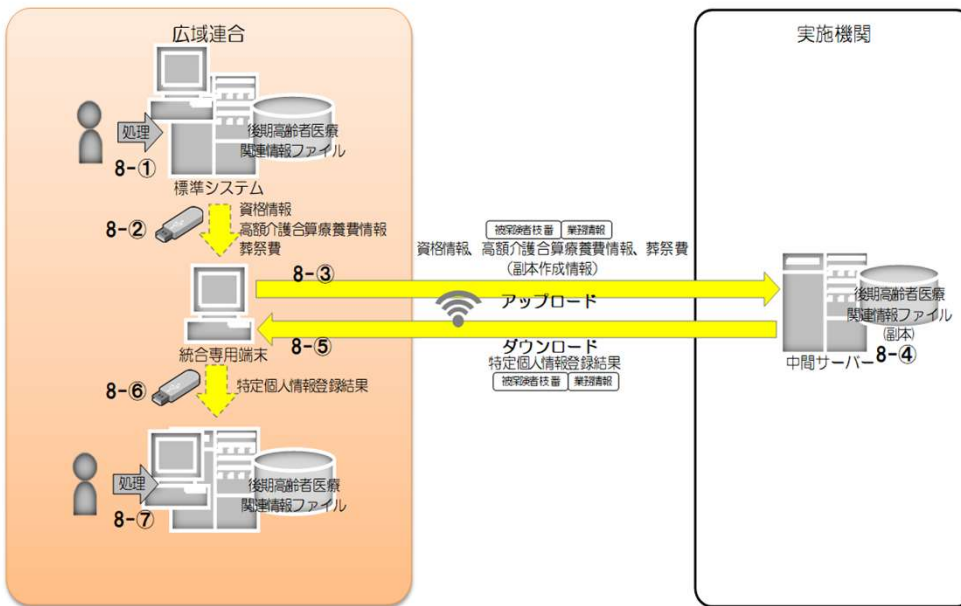 広域連合
実施機関
処理
8-①
後期高齢者医療
関連情報ファイル
標準システム
8-②
資格情報
高額介護合算療養費情報
葬祭費
8-③
被保険者枝番 業務情報
資格情報、高額介護合算療養費情報、葬祭費
(副本作成情報)
アップロード
統合専用端末
8-⑤
ダウンロード
特定個人情報登録結果
被保険者枝番 業務情報
後期高齢者医療
関連情報ファイル
(副本)
中間サーバー
8-④
8-⑥
特定個人情報登録結果
処理
8-⑦
後期高齢者医療
関連情報ファイル